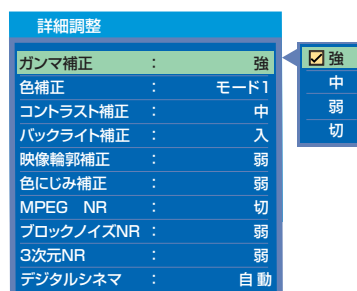 詳細調整
ガンマ補正 : 強
色補正 : モード1
コントラスト補正 : 中
バックライト補正 : 入
映像輪郭補正 : 弱
色にじみ補正 : 弱
MPEG NR : 切
ブロックノイズNR : 弱
3次元NR : 弱
デジタルシネマ : 自動
強
中
弱
切